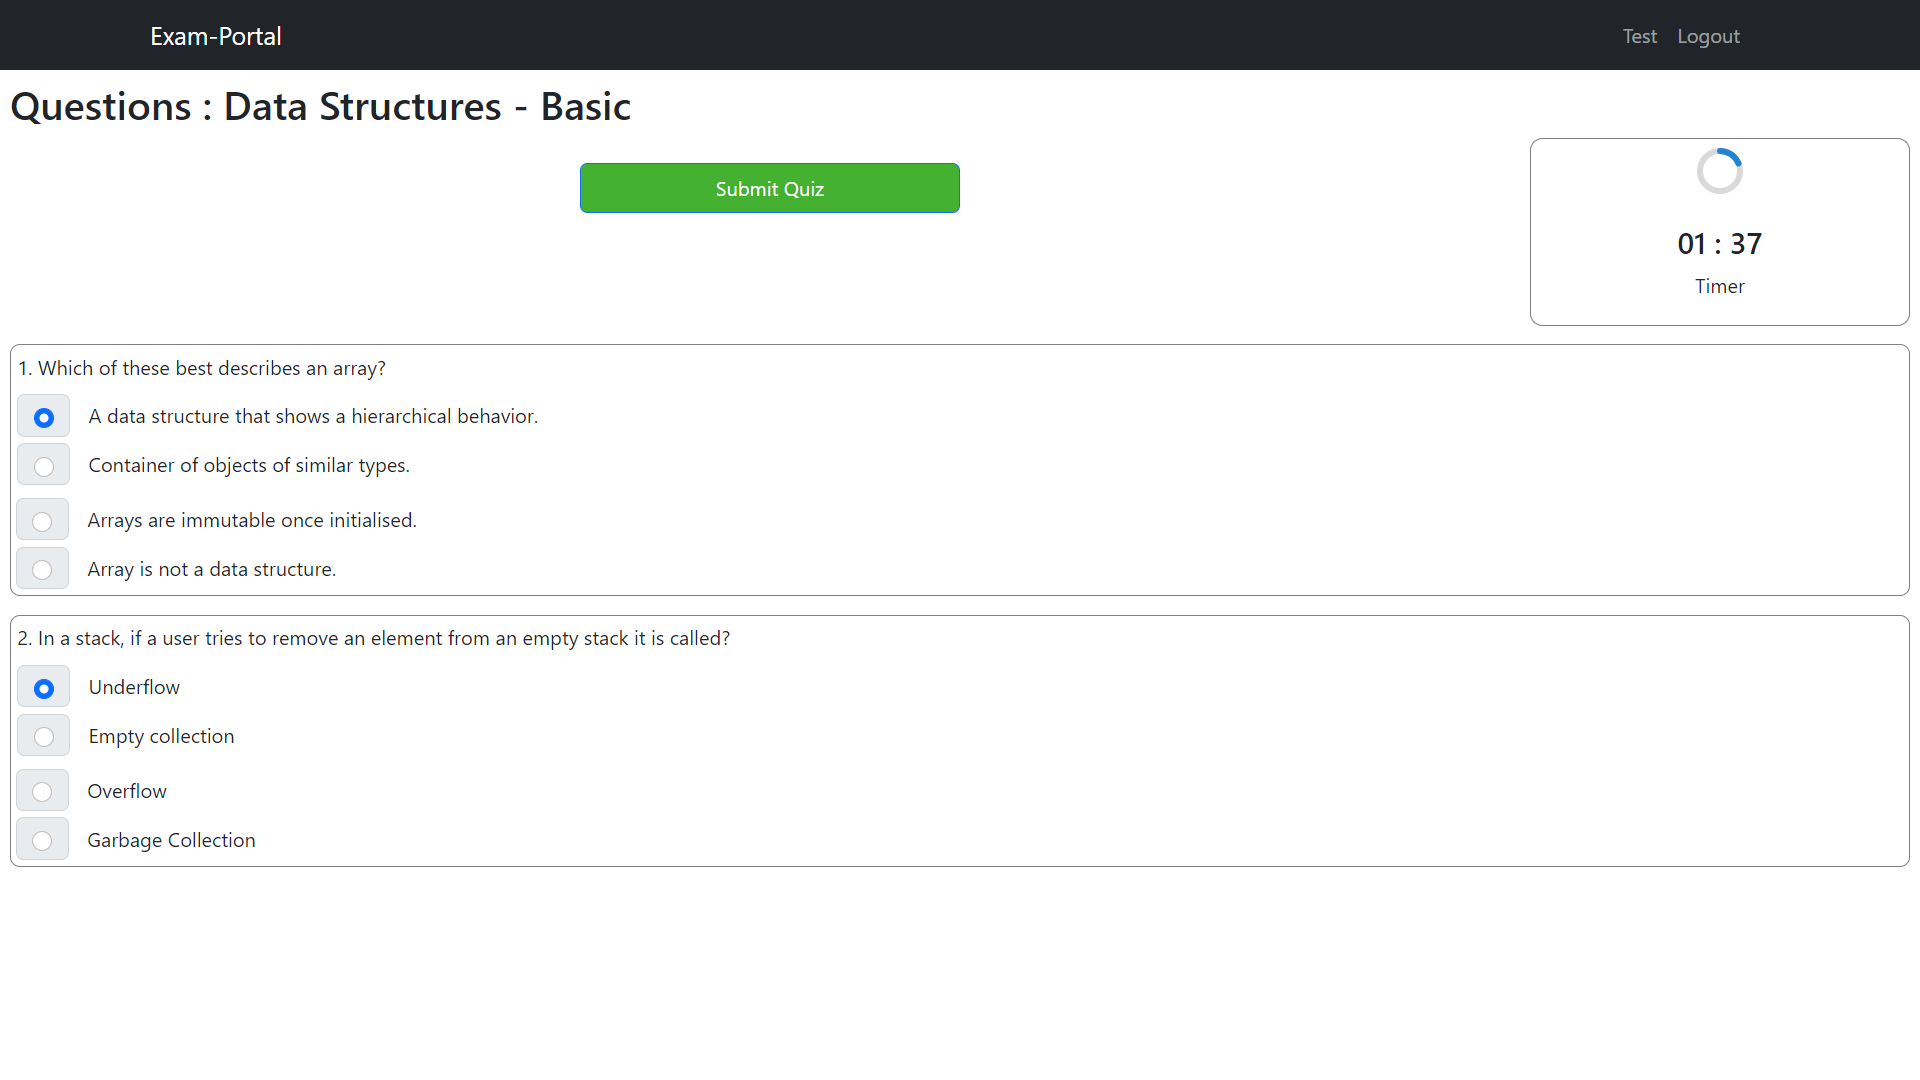 Exam-Portal
Test
Logout
Questions : Data Structures - Basic
Submit Quiz
01 : 37
Timer
1. Which of these best describes an array?
A data structure that shows a hierarchical behavior.
Container of objects of similar types.
Arrays are immutable once initialised.
Array is not a data structure.
2. In a stack, if a user tries to remove an element from an empty stack it is called?
Underflow
Empty collection
Overflow
Garbage Collection